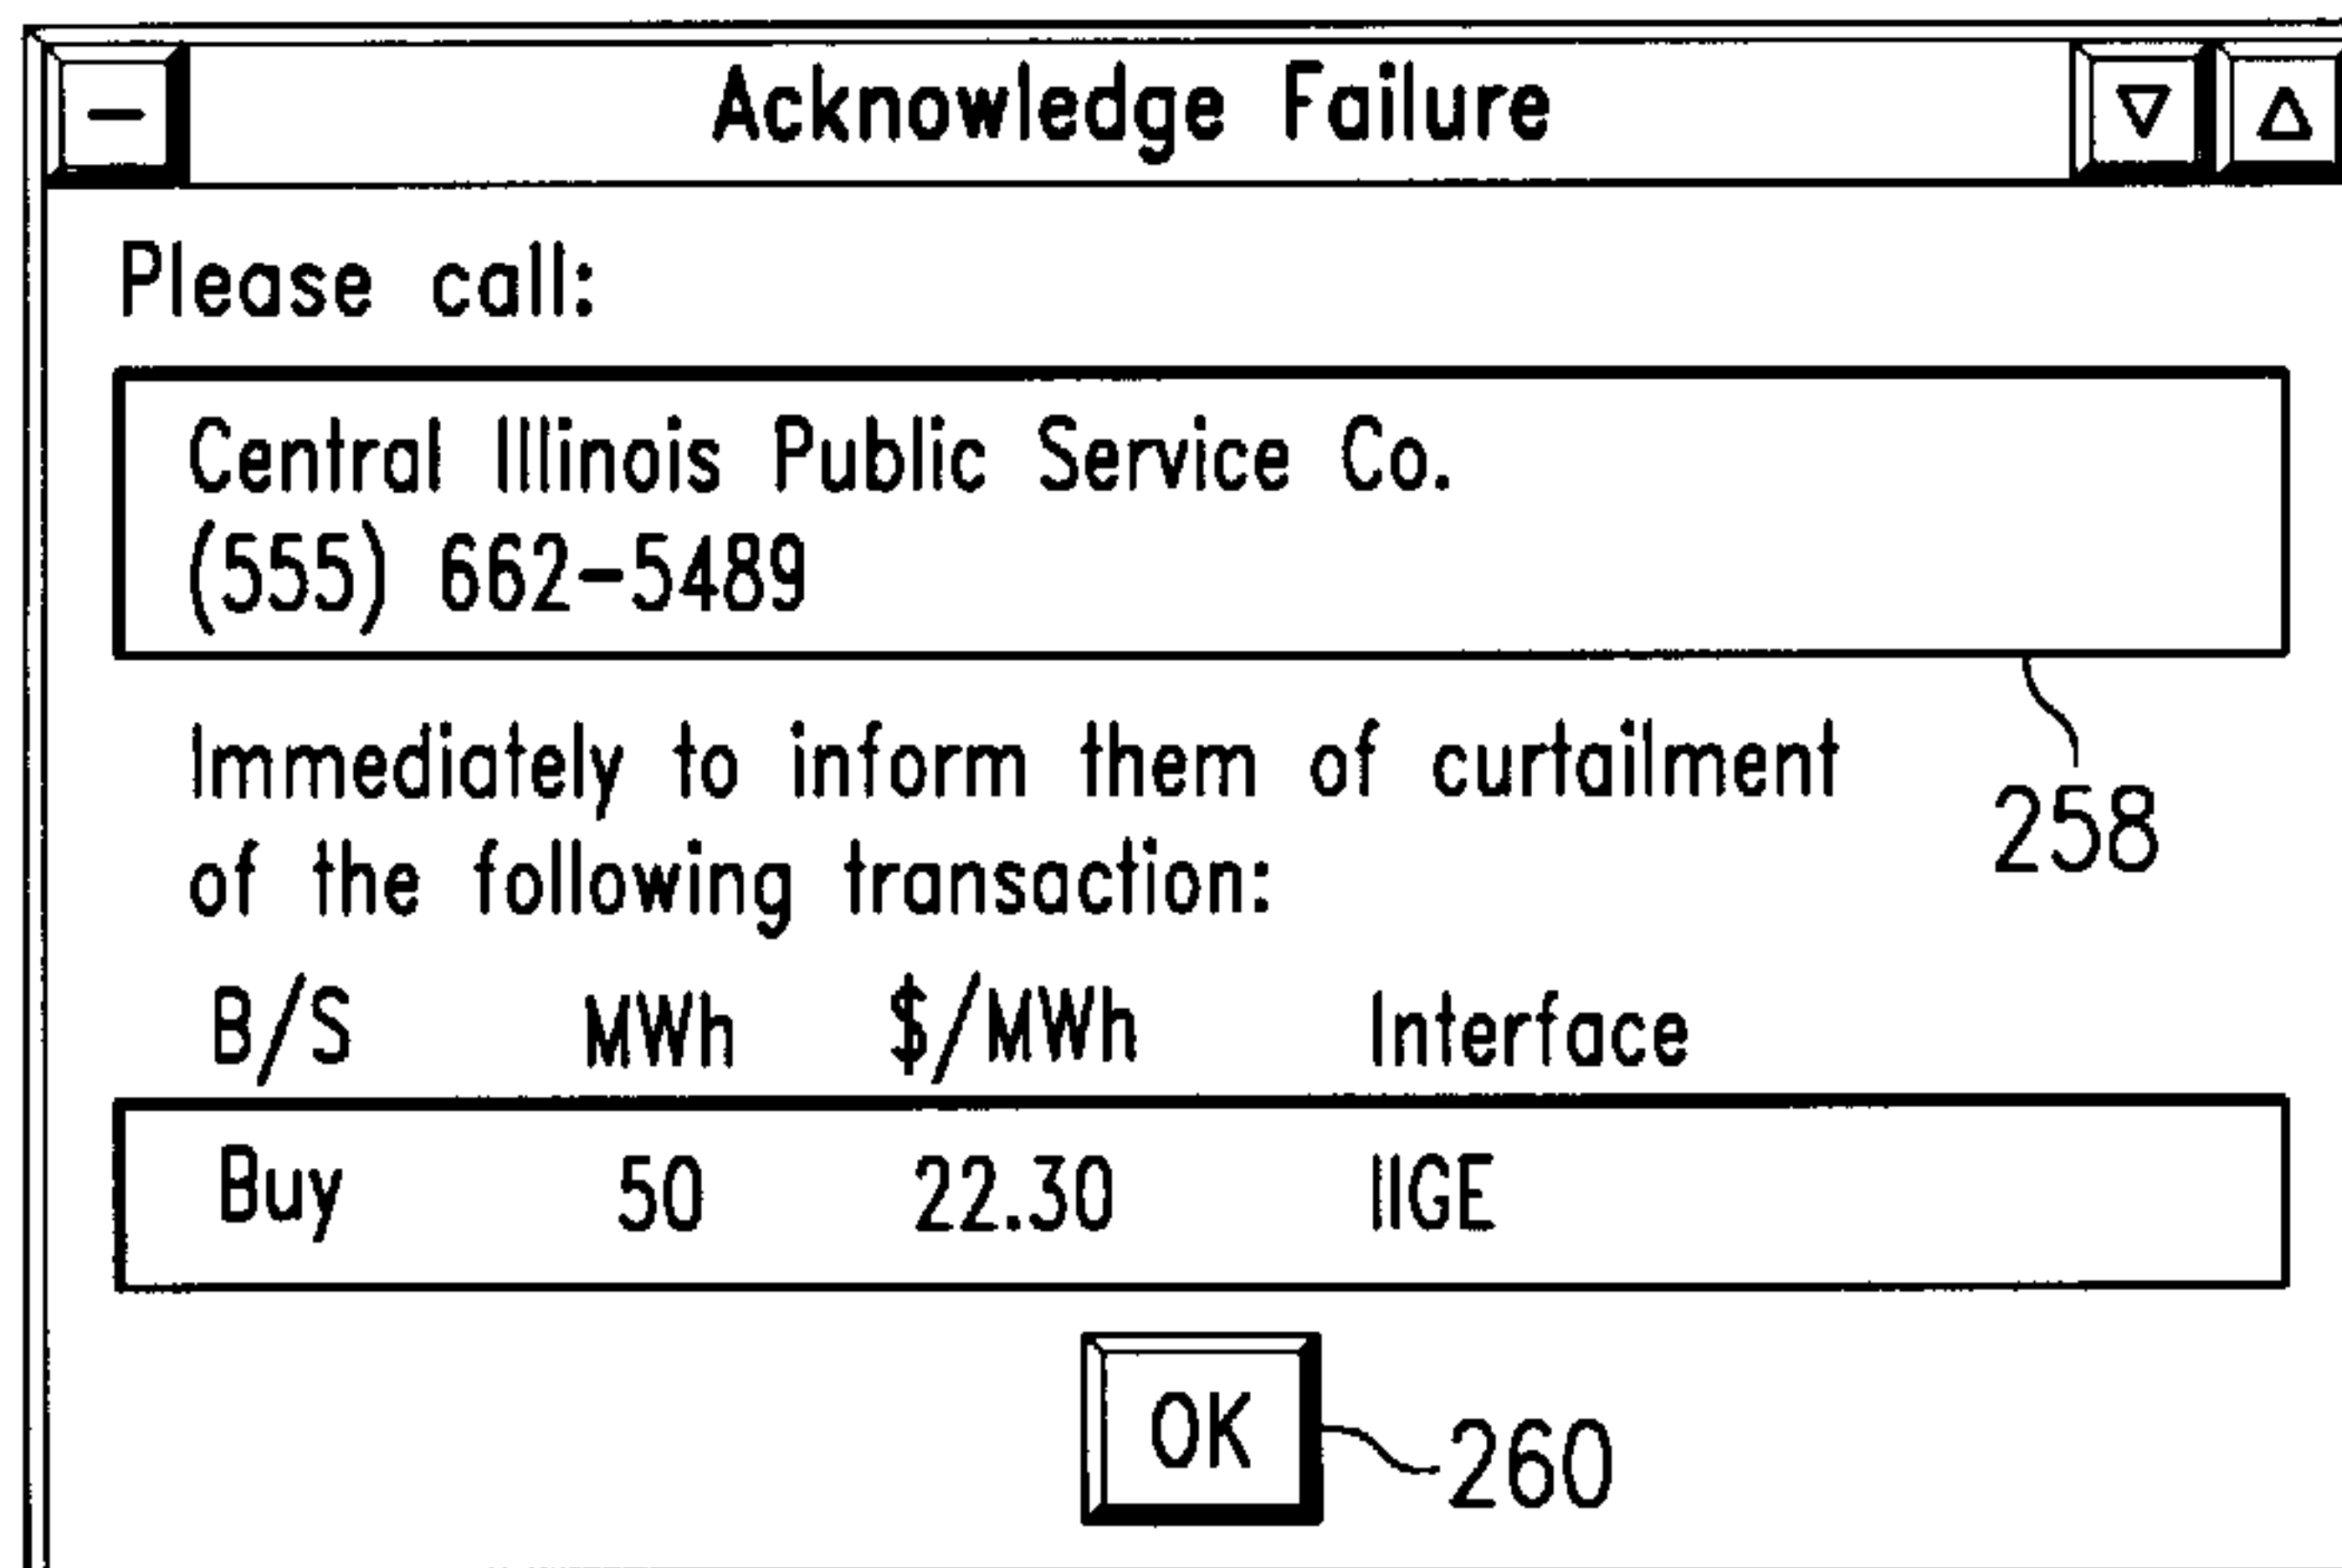 Acknowledge Failure
Please call:
Central Illinois Public Service Co.
(555) 662-5489
258
Immediately to inform them of curtailment
of the following transaction:
B/S MWh $/MWh Interface
Buy 50 22.30 IIGE
OK
260